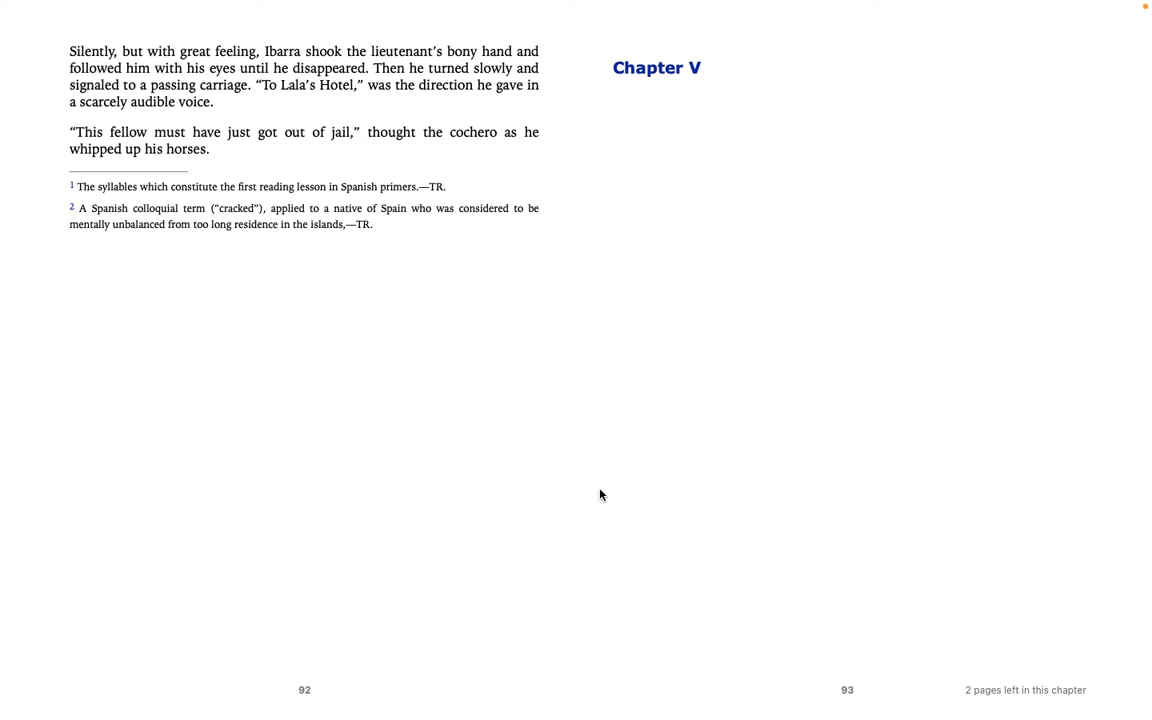 Silently, but with great feeling, Ibarra shook the lieutenant’s bony hand and
followed him with his eyes until he disappeared. Then he turned slowly and
signaled to a passing carriage. “To Lala’s Hotel,” was the direction he gave in
a scarcely audible voice.
“This fellow must have just got out of jail,” thought the cochero as he
whipped up his horses.
1 The syllables which constitute the first reading lesson in Spanish primers.—TR.
2 A Spanish colloquial term (“cracked”), applied to a native of Spain who was considered to be
mentally unbalanced from too long residence in the islands,—TR.
92
Chapter V
93
2 pages left in this chapter